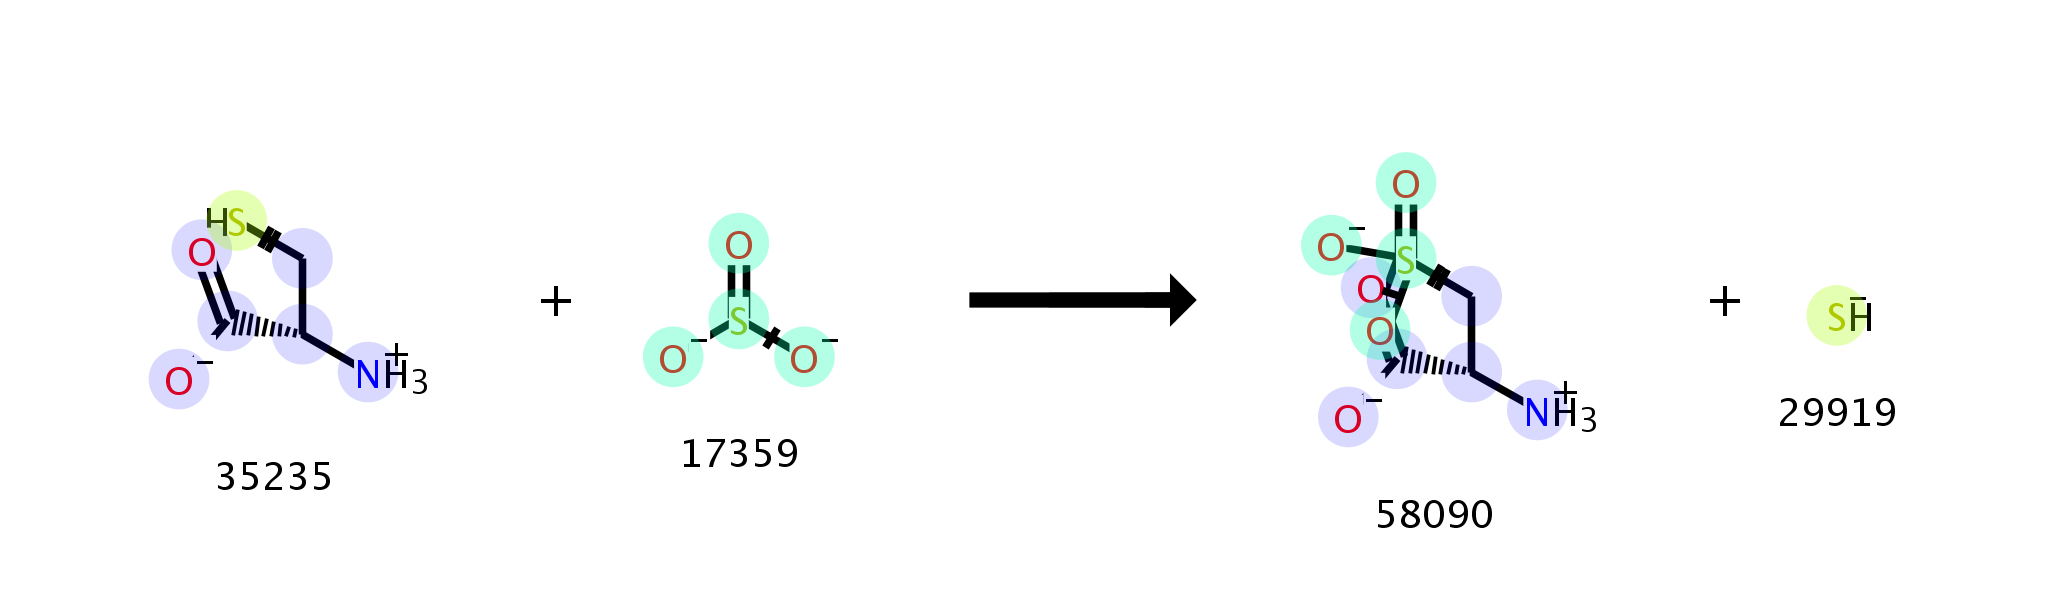 HS
O
O⁻
NH₃⁺
35235
+
O
S
O⁻
O⁻
17359
O
O⁻
S
O
O
O⁻
NH₃⁺
58090
+
SH⁻
29919